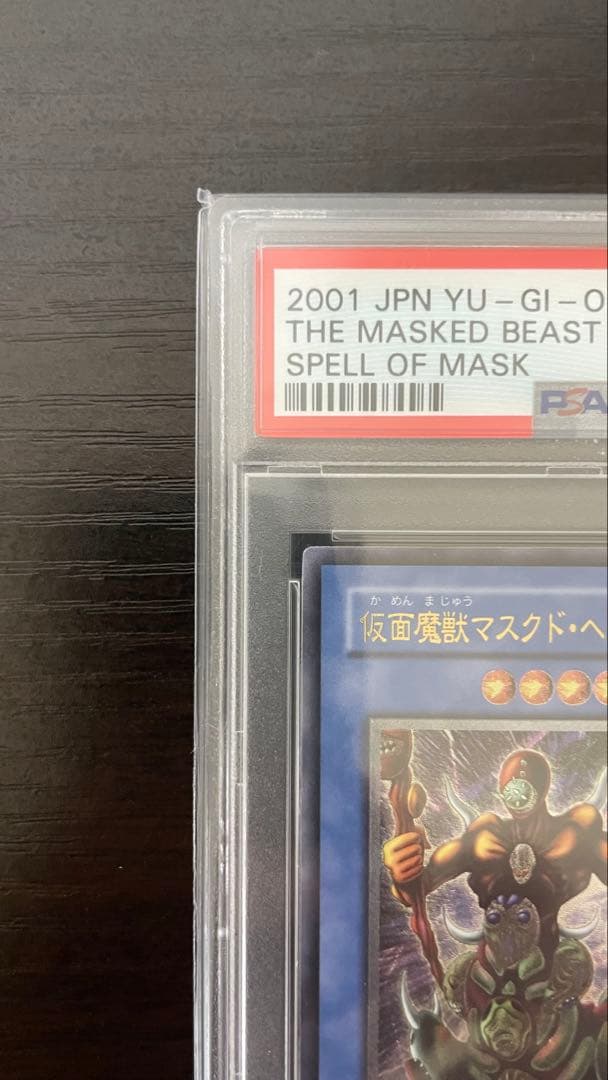 2001 JPN YU-GI-O
THE MASKED BEAST
SPELL OF MASK
PSA
かめんまじゅう
仮面魔獣マスクド・ヘ